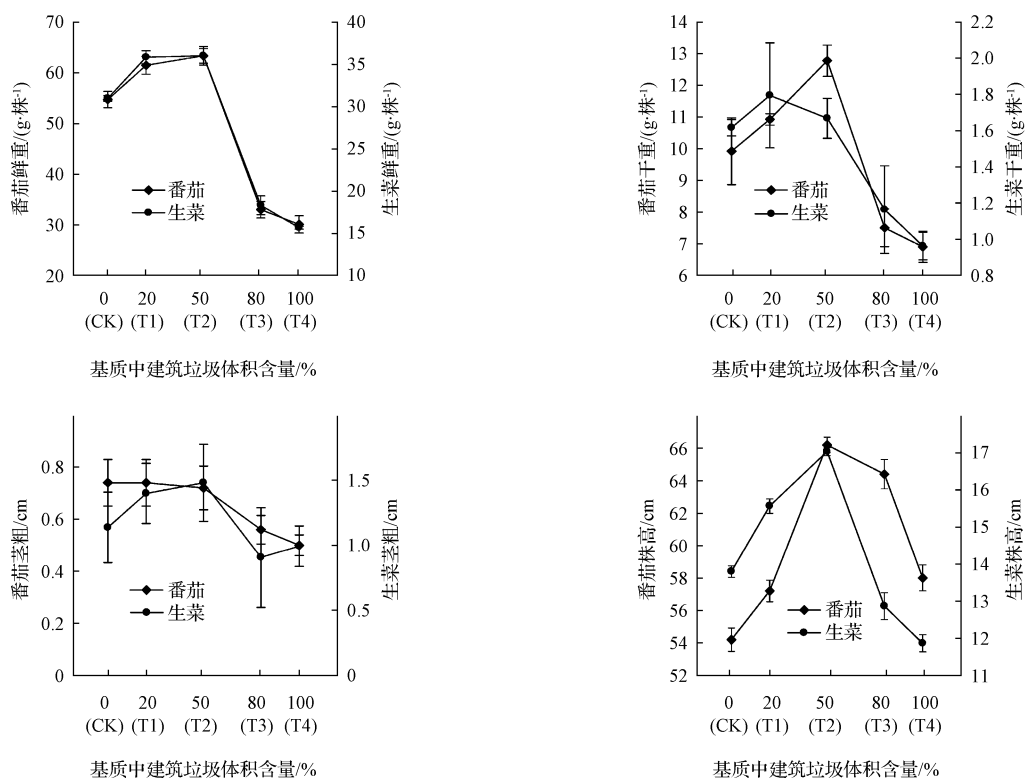 番茄鲜重/(g·株⁻¹)
70
60
50
40
30
20
番茄
生菜
40
35
30
25
20
15
10
生菜鲜重/(g·株⁻¹)
0 20 50 80 100
(CK) (T1) (T2) (T3) (T4)
基质中建筑垃圾体积含量/%
番茄干重/(g·株⁻¹)
14
13
12
11
10
9
8
7
6
番茄
生菜
2.2
2.0
1.8
1.6
1.4
1.2
1.0
0.8
生菜干重/(g·株⁻¹)
0 20 50 80 100
(CK) (T1) (T2) (T3) (T4)
基质中建筑垃圾体积含量/%
番茄茎粗/cm
0.8
0.6
0.4
0.2
0
番茄
生菜
1.5
1.0
0.5
0
生菜茎粗/cm
0 20 50 80 100
(CK) (T1) (T2) (T3) (T4)
基质中建筑垃圾体积含量/%
番茄株高/cm
66
64
62
60
58
56
54
52
番茄
生菜
17
16
15
14
13
12
11
生菜株高/cm
0 20 50 80 100
(CK) (T1) (T2) (T3) (T4)
基质中建筑垃圾体积含量/%